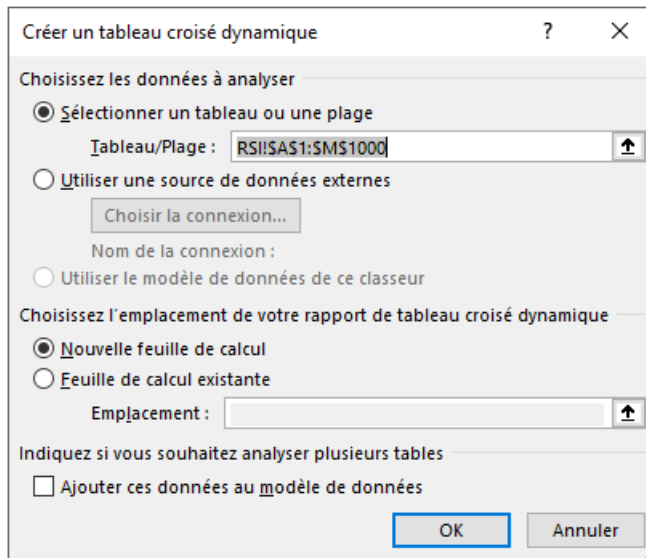 Créer un tableau croisé dynamique ? ×
Choisissez les données à analyser
Sélectionner un tableau ou une plage
Tableau/Plage : RSI!$A$1:$M$1000
Utiliser une source de données externes
Choisir la connexion...
Nom de la connexion :
Utiliser le modèle de données de ce classeur
Choisissez l'emplacement de votre rapport de tableau croisé dynamique
Nouvelle feuille de calcul
Feuille de calcul existante
Emplacement :
Indiquez si vous souhaitez analyser plusieurs tables
Ajouter ces données au modèle de données
OK Annuler